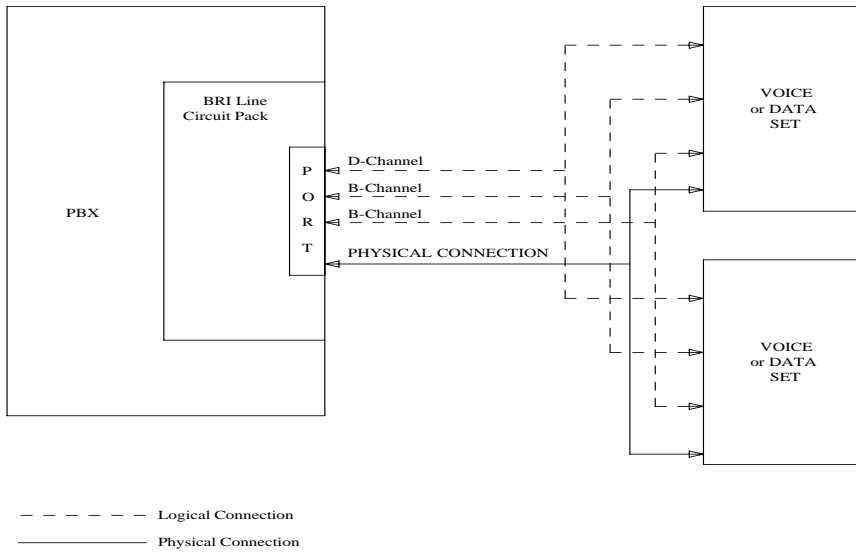 VOICE
or DATA
SET
BRI Line
Circuit Pack
D-Channel
P
B-Channel
O
PBX
B-Channel
R
PHYSICAL CONNECTION
T
VOICE
or DATA
SET
Logical Connection
Physical Connection